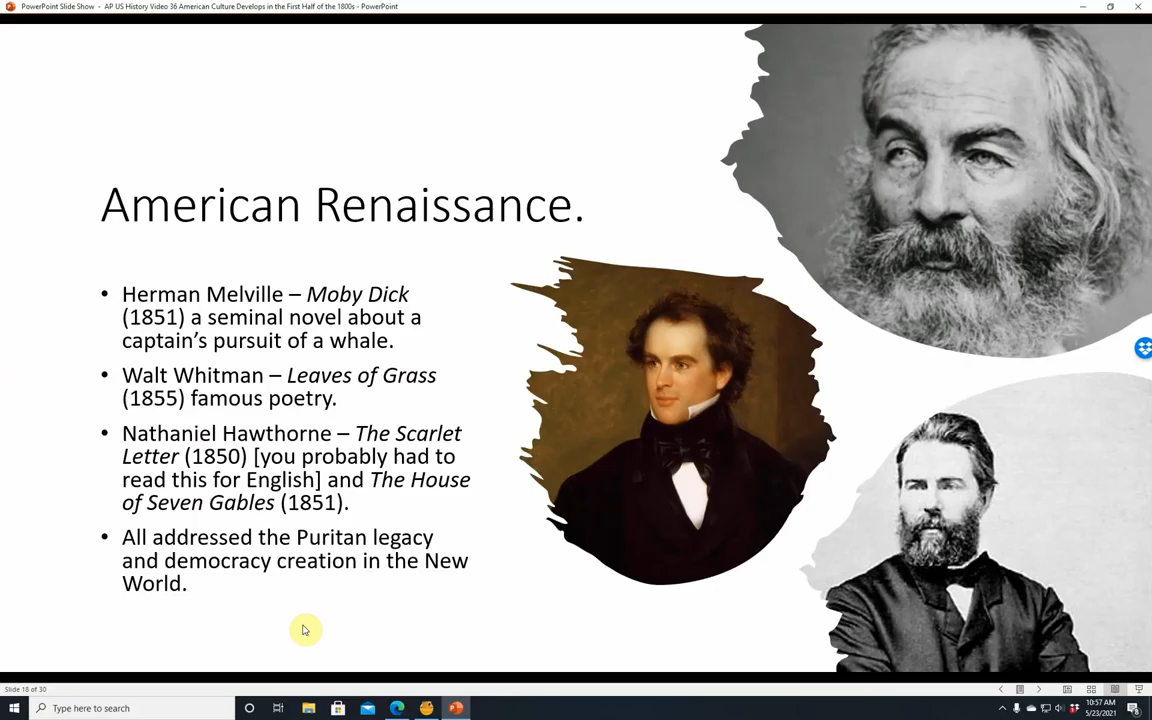 PowerPoint Slide Show - AP US History Video 36 American Culture Develops in the First Half of the 1800s - PowerPoint
American Renaissance.
• Herman Melville – Moby Dick
(1851) a seminal novel about a
captain's pursuit of a whale.
• Walt Whitman – Leaves of Grass
(1855) famous poetry.
• Nathaniel Hawthorne – The Scarlet
Letter (1850) [you probably had to
read this for English] and The House
of Seven Gables (1851).
• All addressed the Puritan legacy
and democracy creation in the New
World.
Slide 18 of 30
Type here to search
10:57 AM
5/23/2021